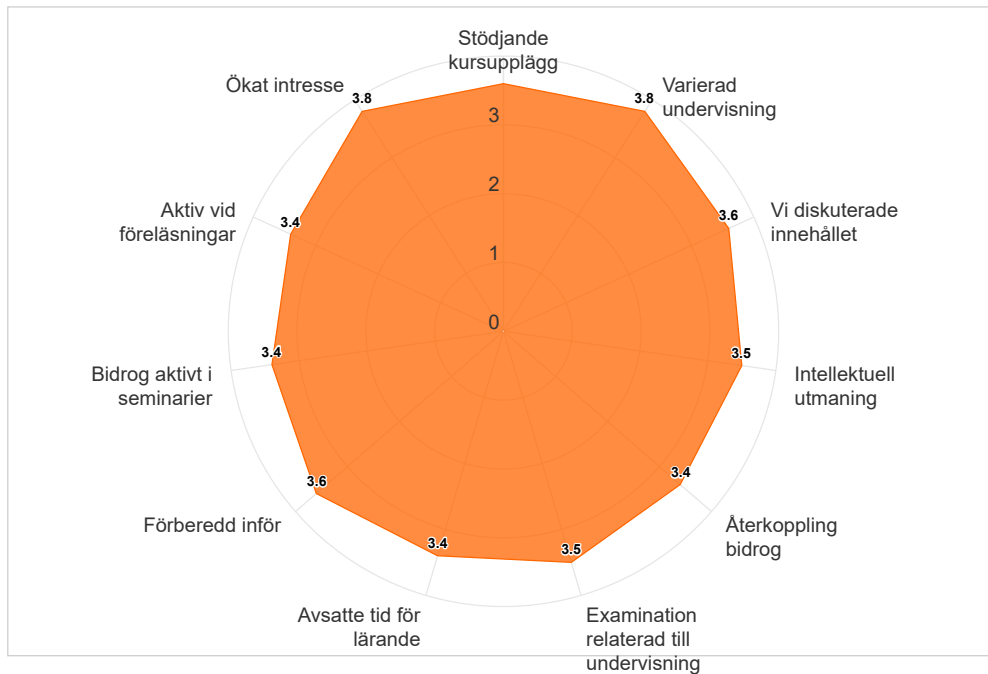 Stödjande
kursupplägg
Ökat intresse
3.8
3.8
Varierad
undervisning
3
Aktiv vid
föreläsningar
3.4
2
3.6
Vi diskuterade
innehållet
1
0
Bidrog aktivt i
seminarier
3.4
3.5
Intellektuell
utmaning
Förberedd inför
3.6
3.4
Återkoppling
bidrog
Avsatte tid för
lärande
3.4
3.5
Examination
relaterad till
undervisning